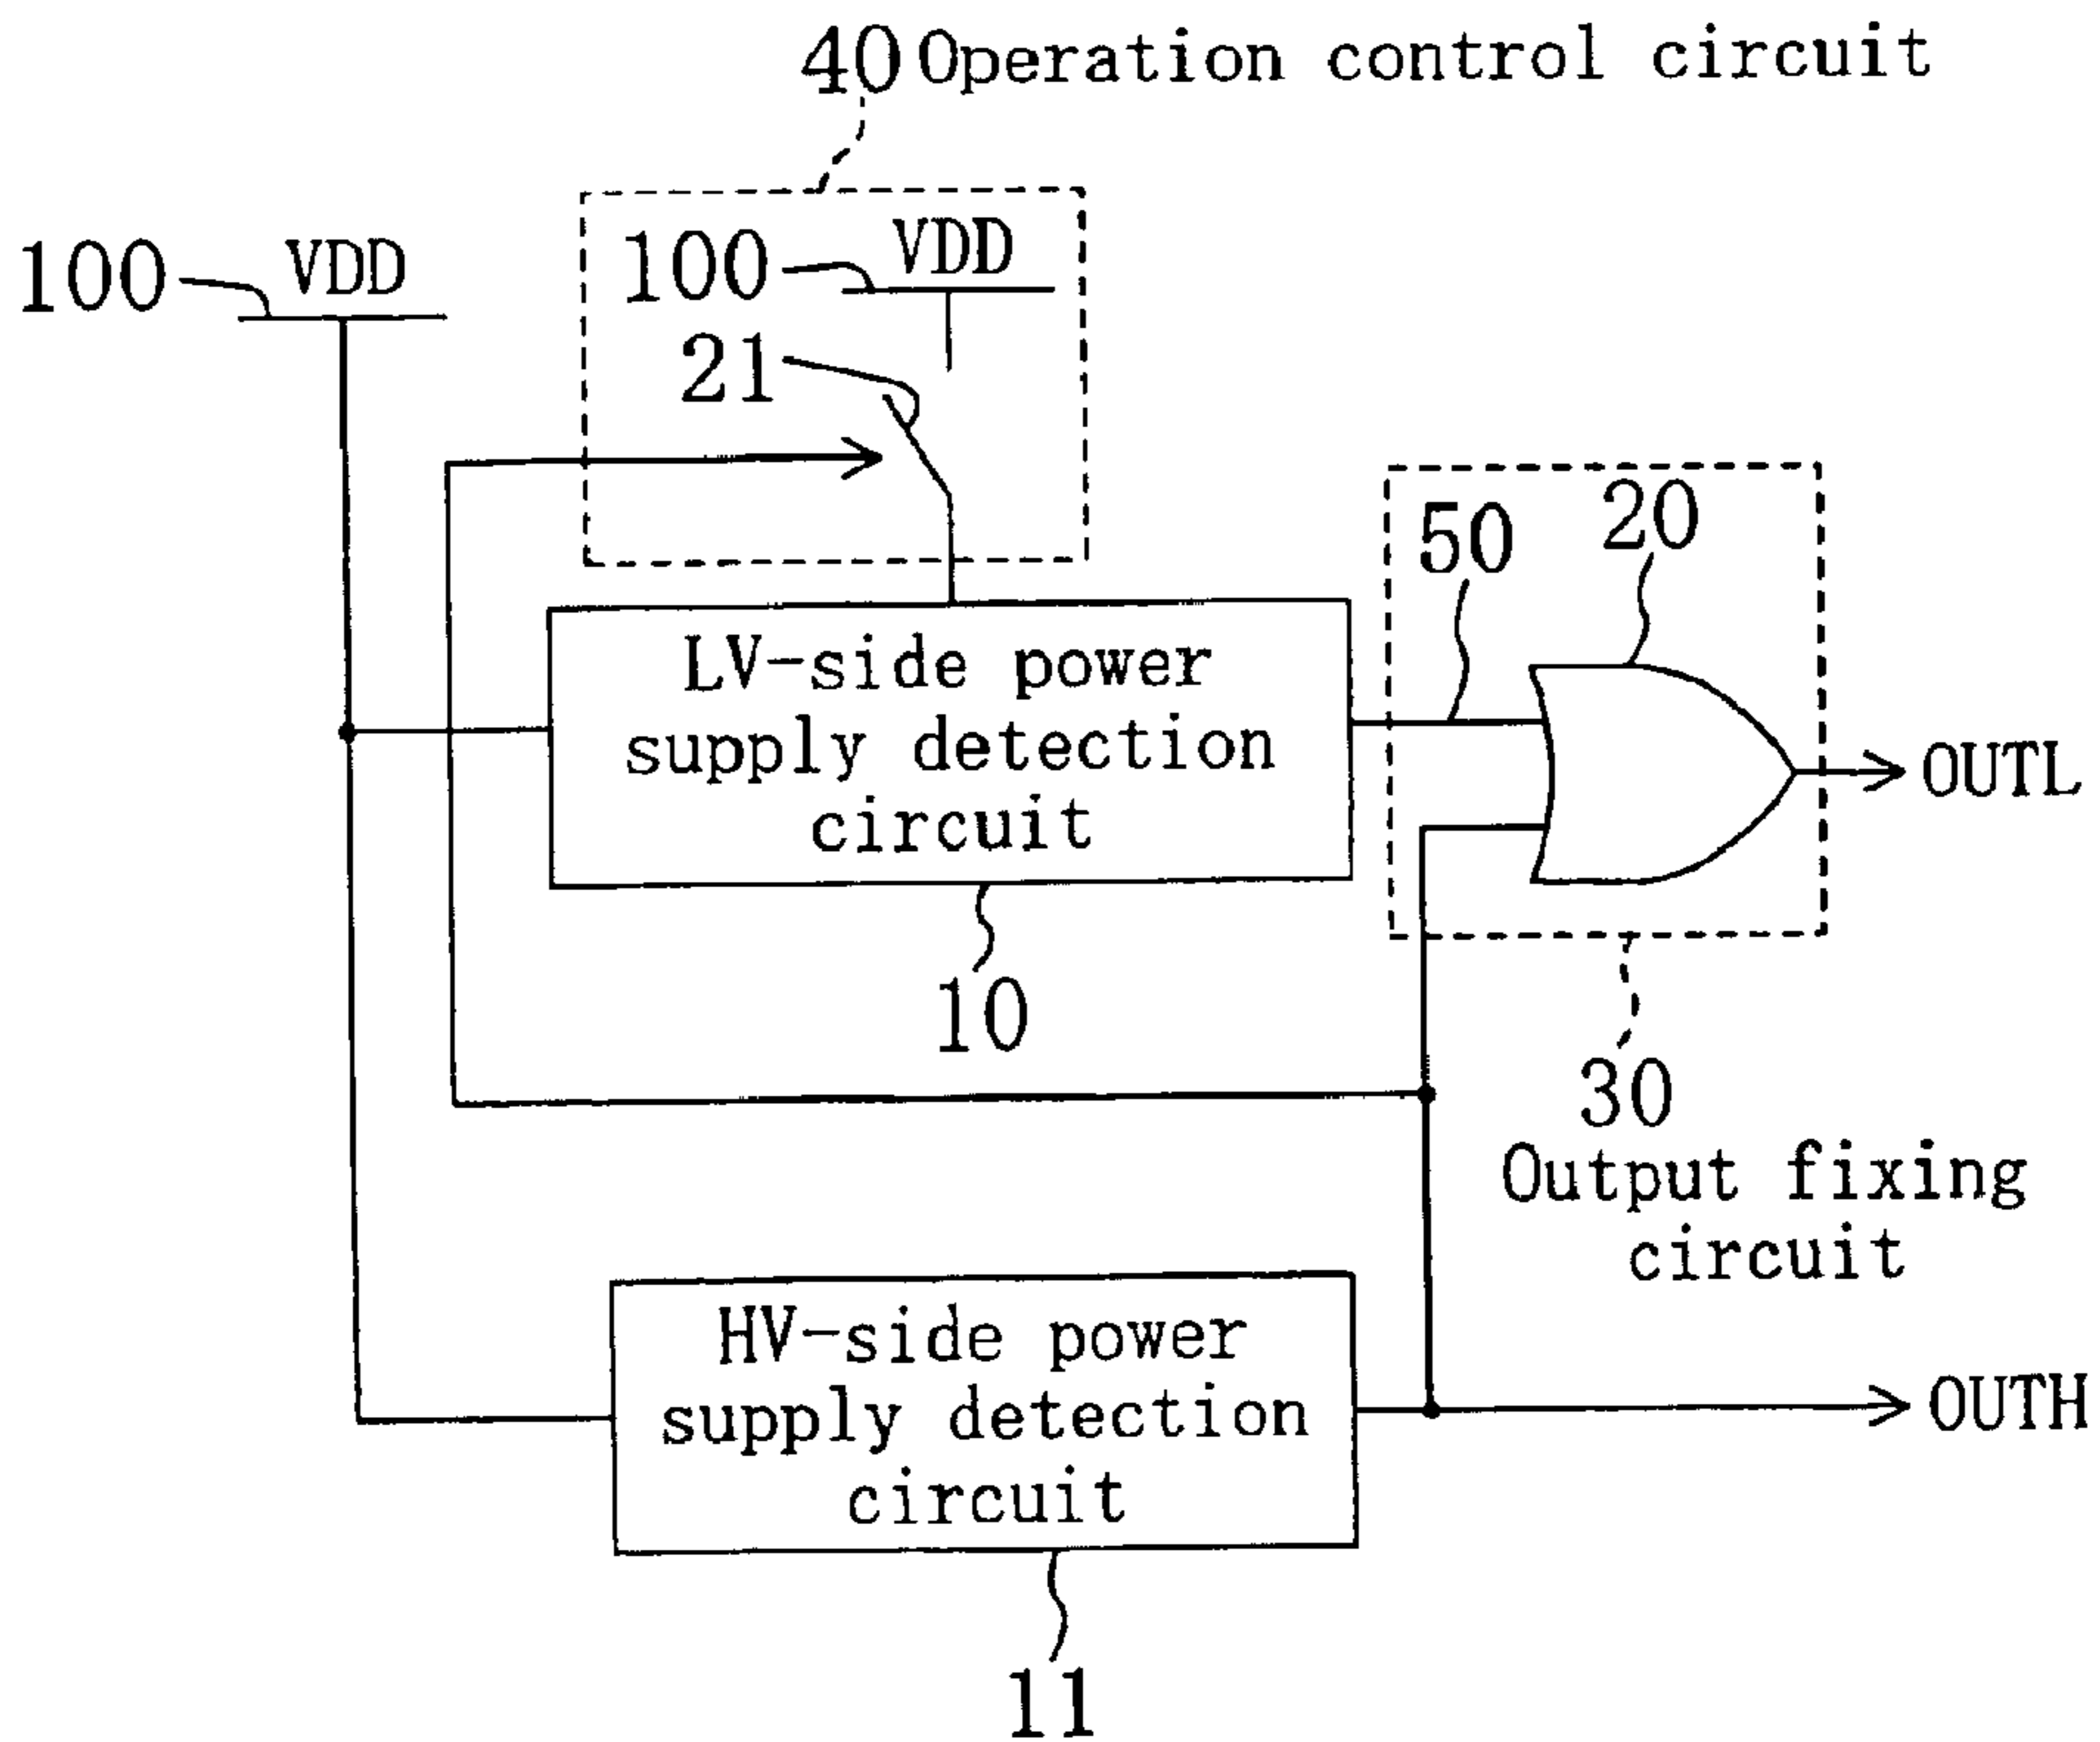 40 Operation control circuit
100 VDD
100 VDD
21
50
20
LV-side power
supply detection
circuit
OUTL
10
30
Output fixing
circuit
HV-side power
supply detection
circuit
OUTH
11